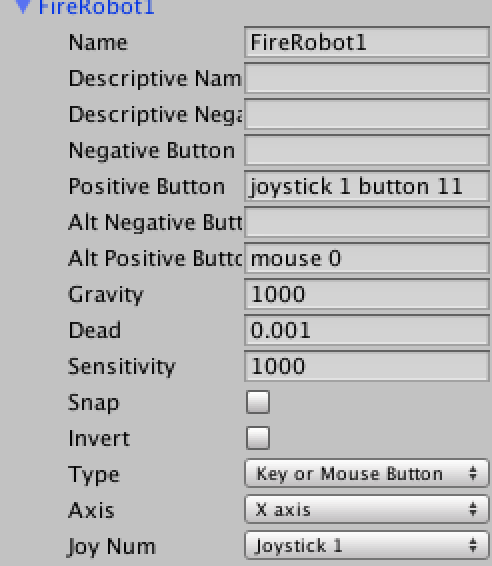 FireRobot1
Name FireRobot1
Descriptive Nam
Descriptive Nega
Negative Button
Positive Button joystick 1 button 11
Alt Negative Butt
Alt Positive Butto mouse 0
Gravity 1000
Dead 0.001
Sensitivity 1000
Snap
Invert
Type Key or Mouse Button
Axis X axis
Joy Num Joystick 1